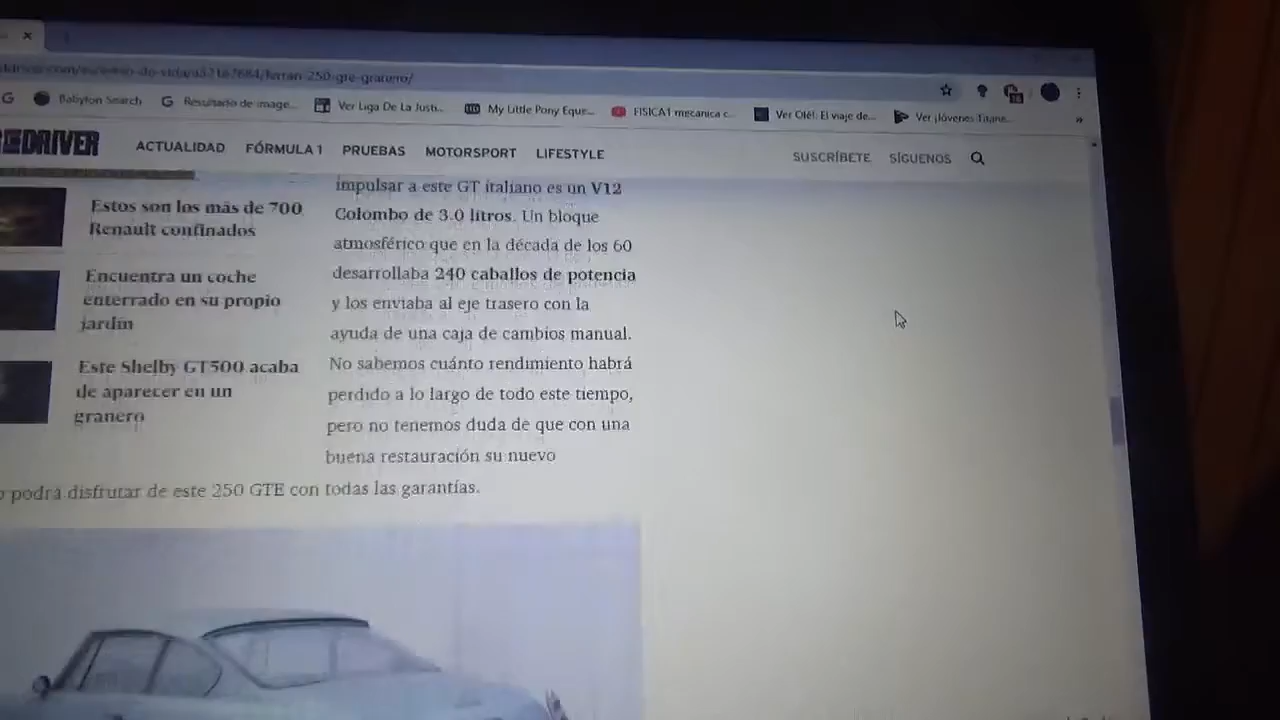 -250-gte-granero/
Babylon Search
Resultado de image...
Ver Liga De La Justi...
My Little Pony Eque...
FISICA1 mecanica c...
Ver Olé!. El viaje de...
Ver ¡Jóvenes Titane...
»
DRIVER
ACTUALIDAD
FÓRMULA 1
PRUEBAS
MOTORSPORT
LIFESTYLE
SUSCRÍBETE
SÍGUENOS
Estos son los más de 700
Renault confinados
Encuentra un coche
enterrado en su propio
jardín
Este Shelby GT500 acaba
de aparecer en un
granero
impulsar a este GT italiano es un V12
Colombo de 3.0 litros. Un bloque
atmosférico que en la década de los 60
desarrollaba 240 caballos de potencia
y los enviaba al eje trasero con la
ayuda de una caja de cambios manual.
No sabemos cuánto rendimiento habrá
perdido a lo largo de todo este tiempo,
pero no tenemos duda de que con una
buena restauración su nuevo
podrá disfrutar de este 250 GTE con todas las garantías.